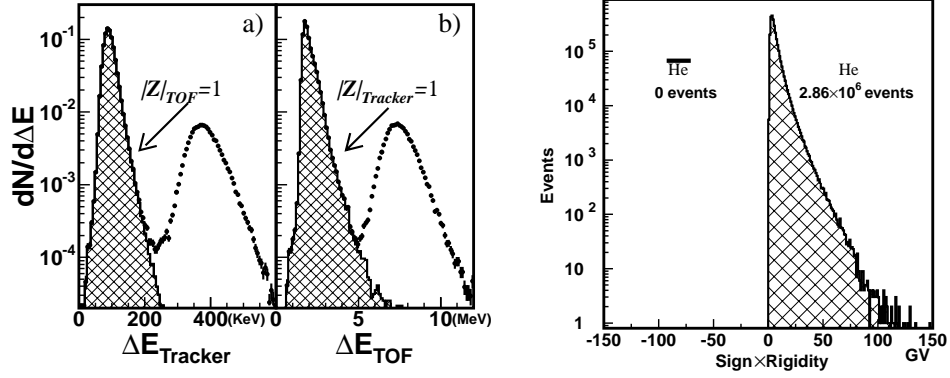 a)
b)
dN/dΔE
10⁻¹
10⁻²
10⁻³
10⁻⁴
|Z|TOF=1
|Z|Tracker=1
0 200 400(KeV)
ΔETracker
0 5 10(MeV)
ΔETOF
Events
10⁵
10⁴
10³
10²
10
1
H̅e̅
0 events
He
2.86×10⁶ events
-150 -100 -50 0 50 100 150
Sign×Rigidity GV